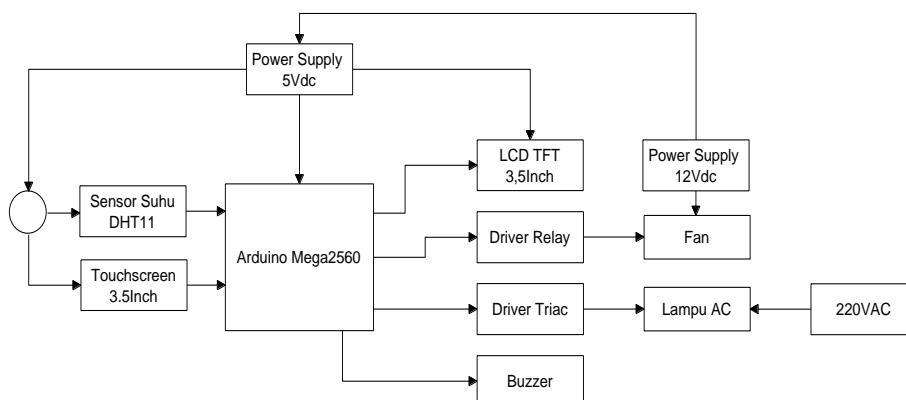 Power Supply
5Vdc
LCD TFT
3,5Inch
Power Supply
12Vdc
Sensor Suhu
DHT11
Arduino Mega2560
Driver Relay
Fan
Touchscreen
3.5Inch
Driver Triac
Lampu AC
220VAC
Buzzer